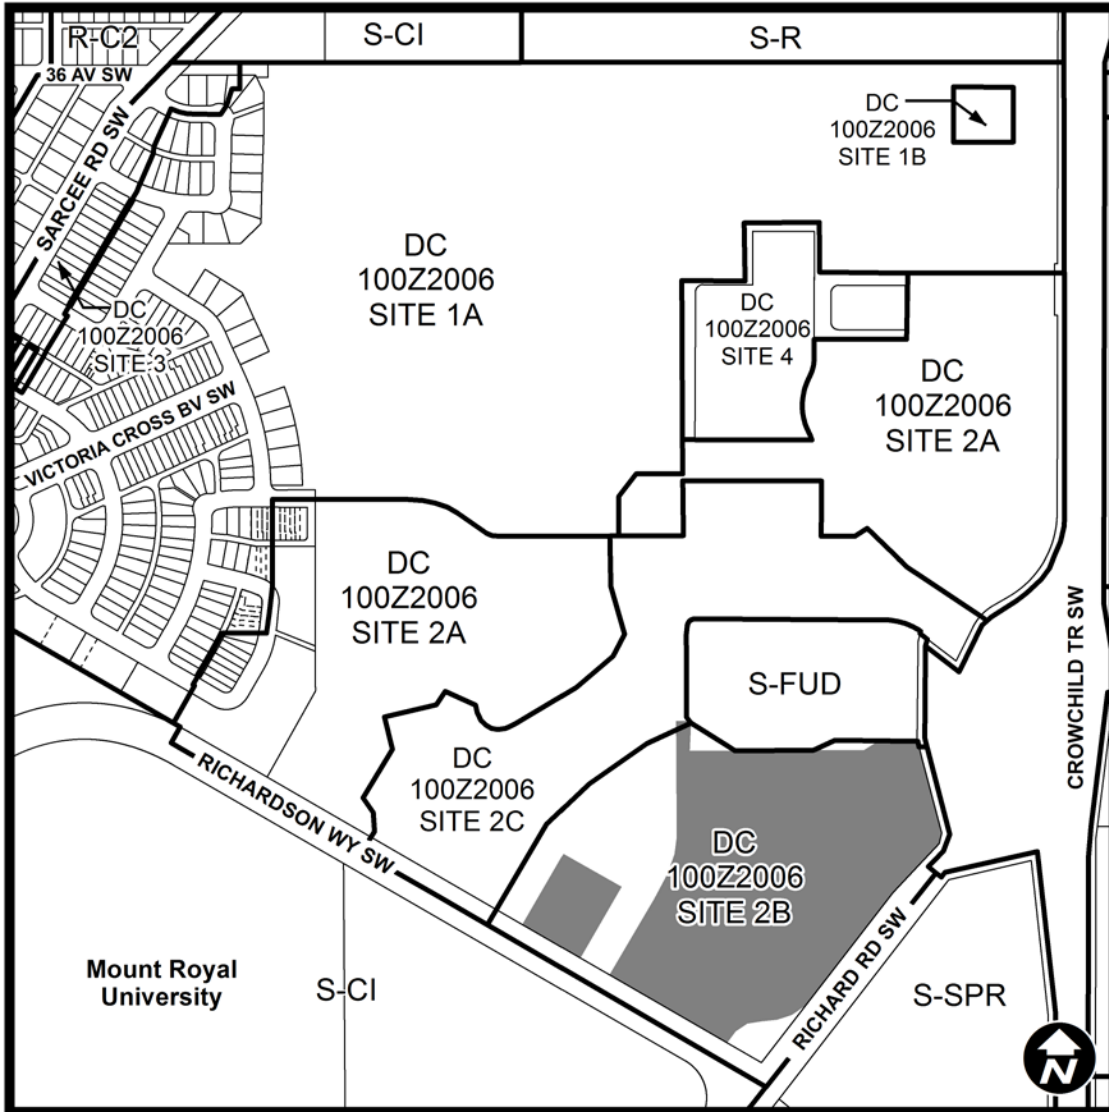 R-C2
S-CI
S-R
36 AV SW
SARCEE RD SW
DC
100Z2006
SITE 1B
DC
100Z2006
SITE 1A
DC
100Z2006
SITE 3
DC
100Z2006
SITE 4
DC
100Z2006
SITE 2A
VICTORIA CROSS BV SW
DC
100Z2006
SITE 2A
CROWCHILD TR SW
S-FUD
DC
100Z2006
SITE 2C
RICHARDSON WY SW
DC
100Z2006
SITE 2B
RICHARD RD SW
Mount Royal
University
S-CI
S-SPR
N